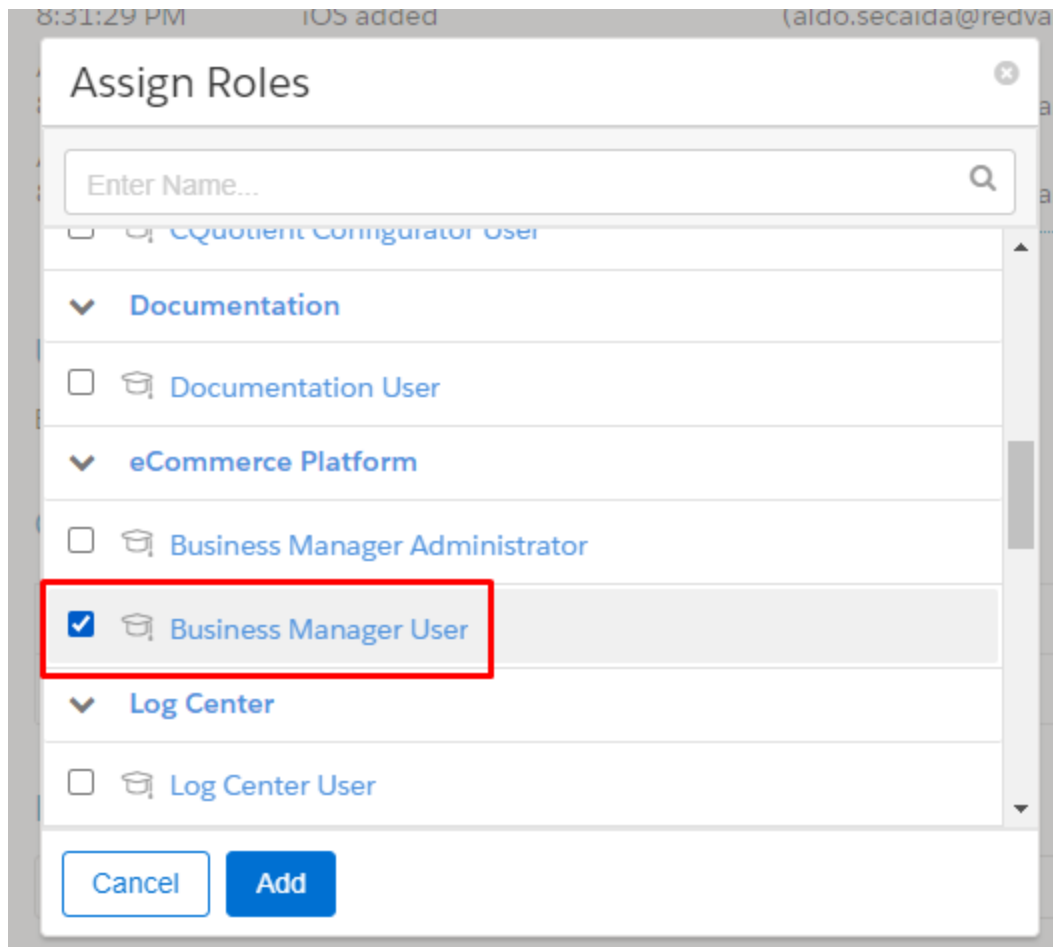 8:31:29 PM iOS added (aldo.secaida@redva
Assign Roles
Enter Name...
CQuotient Configurator User
Documentation
Documentation User
eCommerce Platform
Business Manager Administrator
Business Manager User
Log Center
Log Center User
Cancel Add